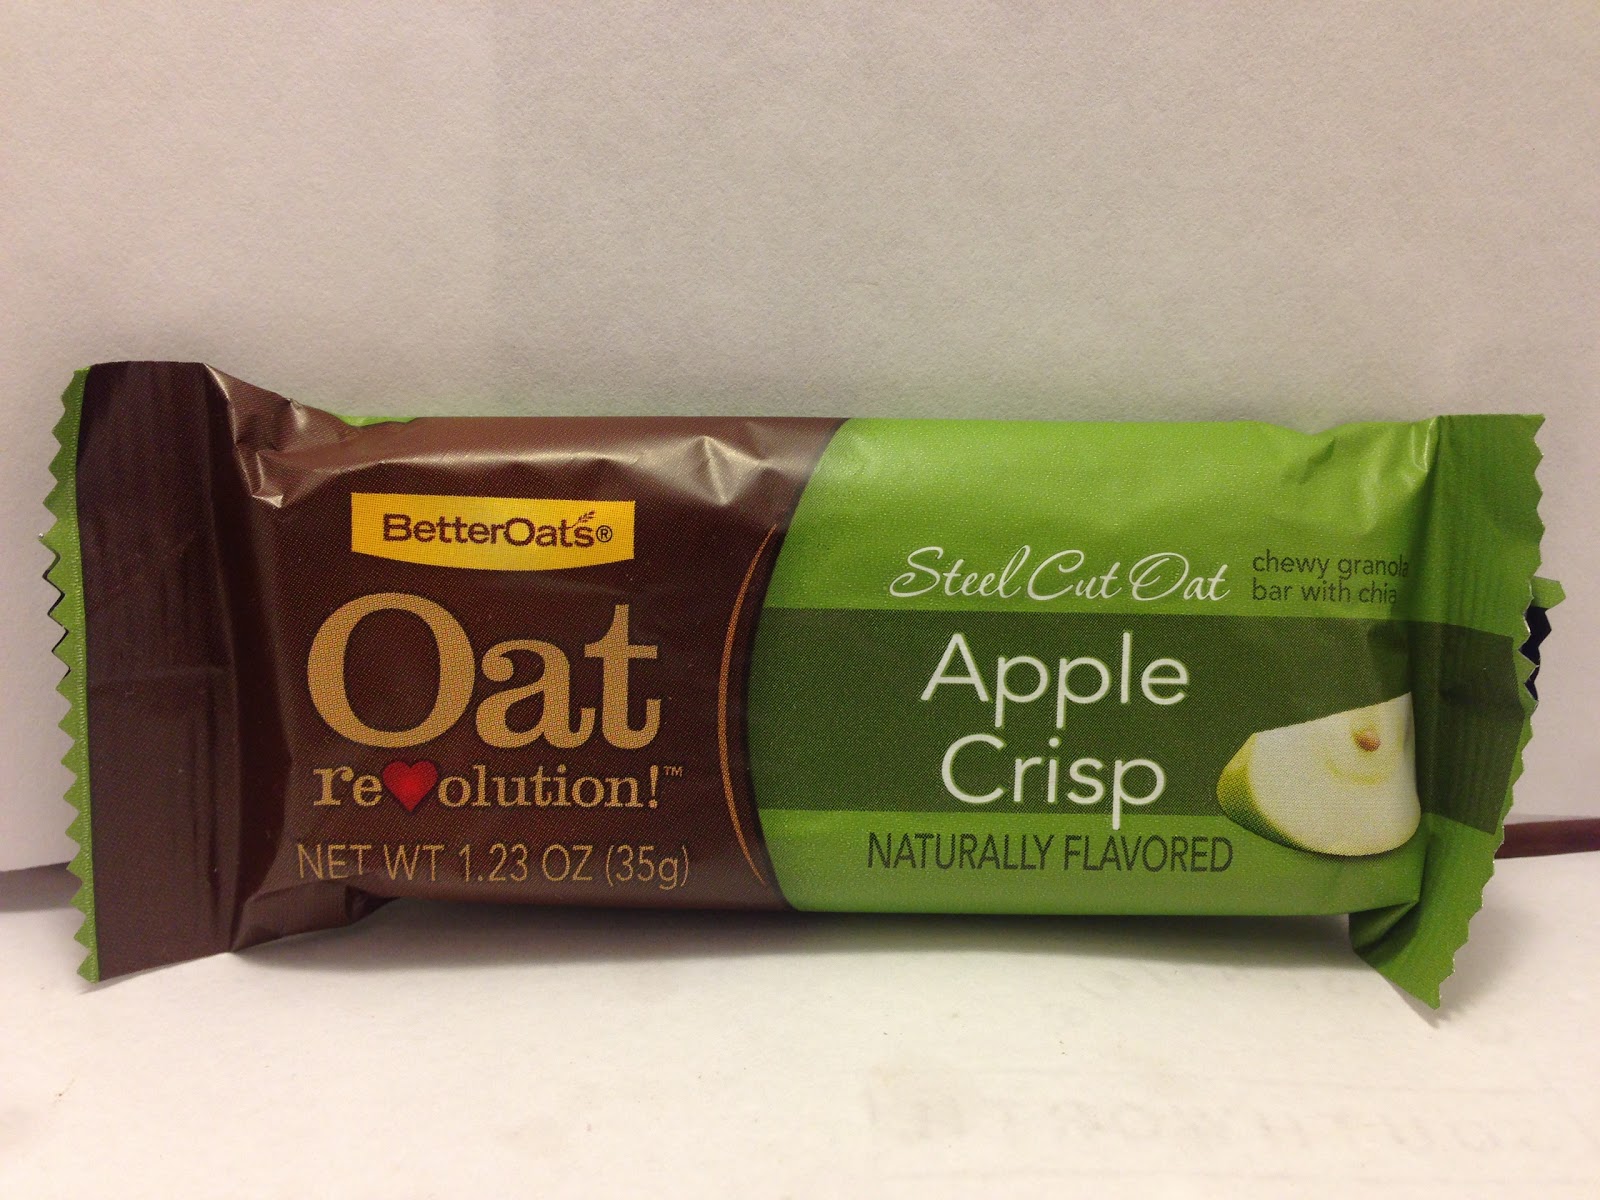 BetterOats®
Oat
re♥olution!™
NET WT 1.23 OZ (35g)
Steel Cut Oat
chewy granola
bar with chia
Apple
Crisp
NATURALLY FLAVORED